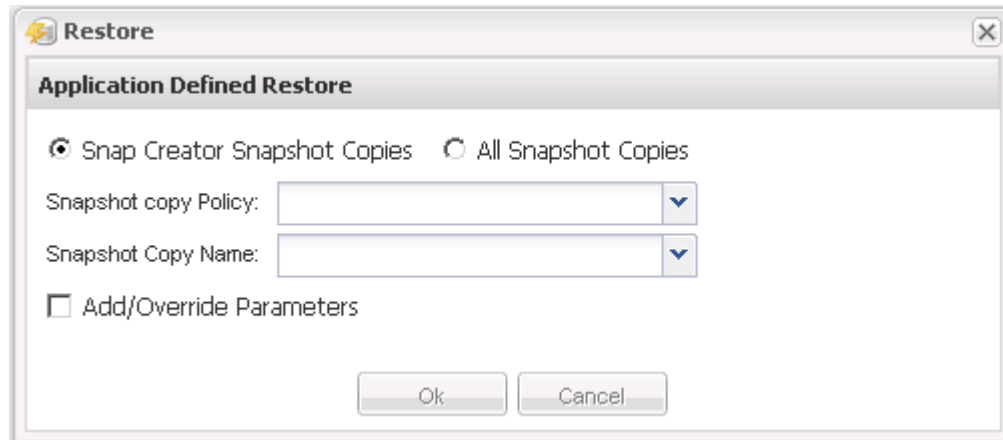 Restore
Application Defined Restore
Snap Creator Snapshot Copies All Snapshot Copies
Snapshot copy Policy:
Snapshot Copy Name:
Add/Override Parameters
Ok Cancel